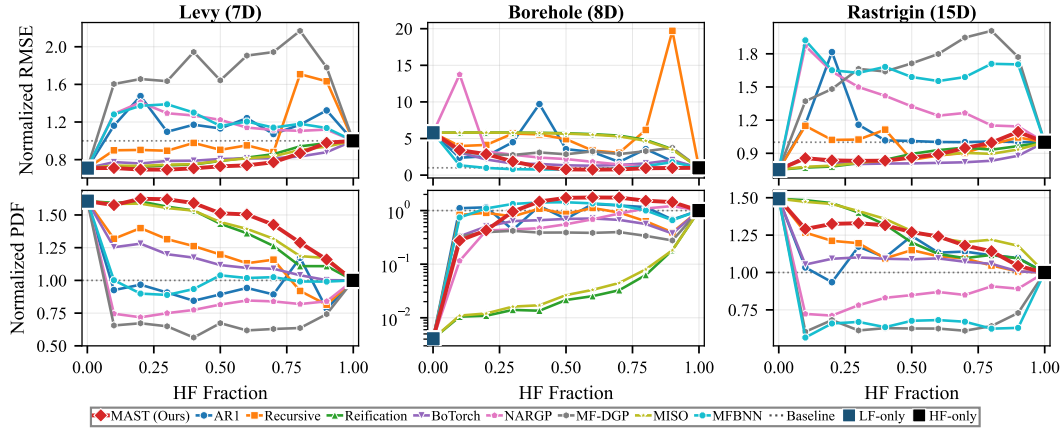 Levy (7D)
Borehole (8D)
Rastrigin (15D)
Normalized RMSE
2.0
1.6
1.2
0.8
20
15
10
5
0
1.8
1.5
1.2
0.9
Normalized PDF
1.50
1.25
1.00
0.75
0.50
10⁰
10⁻¹
10⁻²
1.50
1.25
1.00
0.75
0.00 0.25 0.50 0.75 1.00
0.00 0.25 0.50 0.75 1.00
0.00 0.25 0.50 0.75 1.00
HF Fraction
HF Fraction
HF Fraction
MAST (Ours) AR1 Recursive Reification BoTorch NARGP MF-DGP MISO MFBNN Baseline LF-only HF-only